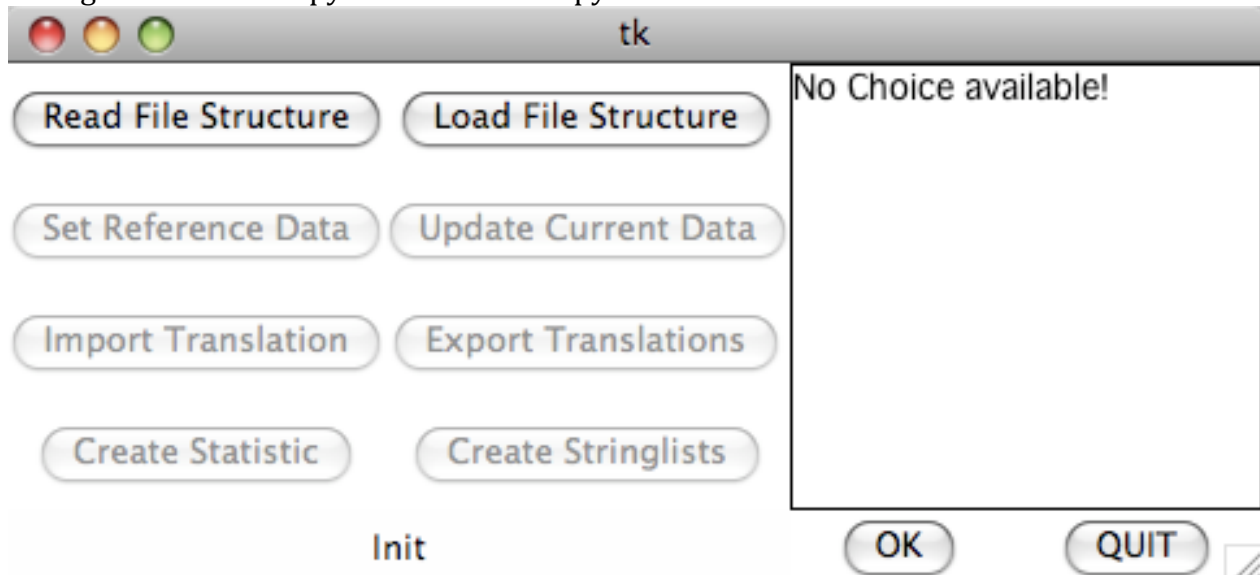 tk
Read File Structure Load File Structure
No Choice available!
Set Reference Data Update Current Data
Import Translation Export Translations
Create Statistic Create Stringlists
Init
OK QUIT